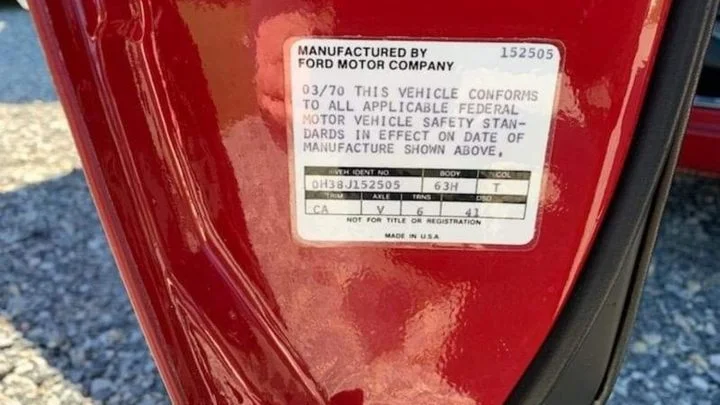 MANUFACTURED BY 152505
FORD MOTOR COMPANY
03/70 THIS VEHICLE CONFORMS
TO ALL APPLICABLE FEDERAL
MOTOR VEHICLE SAFETY STAN-
DARDS IN EFFECT ON DATE OF
MANUFACTURE SHOWN ABOVE.
VEH IDENT NO. BODY COL
0H38J152505 63H T
TRIM AXLE TRNS DSO
CA V 6 41
NOT FOR TITLE OR REGISTRATION
MADE IN U.S.A.